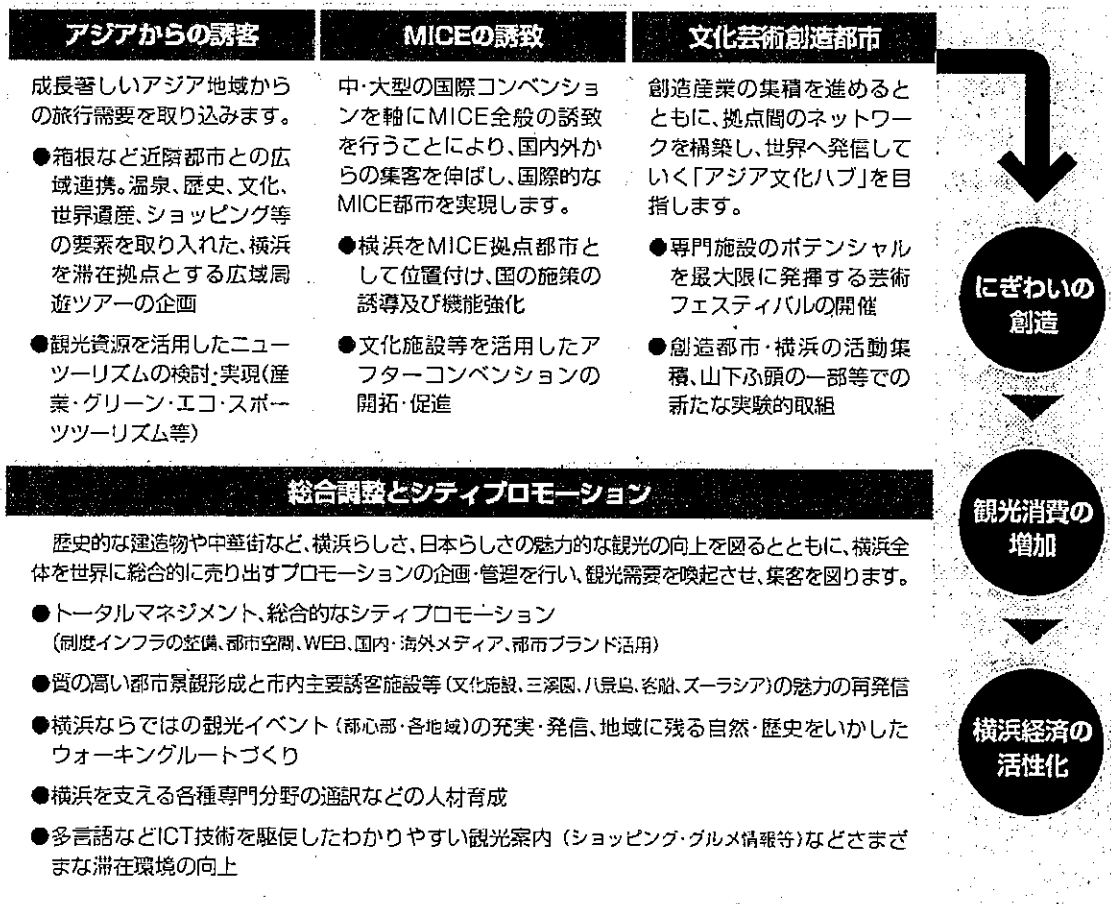 アジアからの誘客
成長著しいアジア地域から
の旅行需要を取り込みます。
●箱根など近隣都市との広
域連携。温泉、歴史、文化、
世界遺産、ショッピング等
の要素を取り入れた、横浜
を滞在拠点とする広域周
遊ツアーの企画
●観光資源を活用したニュー
ツーリズムの検討・実現(産
業・グリーン・エコ・スポー
ツツーリズム等)
MICEの誘致
中・大型の国際コンベンショ
ンを軸にMICE全般の誘致
を行うことにより、国内外か
らの集客を伸ばし、国際的な
MICE都市を実現します。
●横浜をMICE拠点都市と
して位置付け、国の施策の
誘導及び機能強化
●文化施設等を活用したア
フターコンベンションの
開拓・促進
文化芸術創造都市
創造産業の集積を進めると
ともに、拠点間のネットワー
クを構築し、世界へ発信して
いく「アジア文化ハブ」を目
指します。
●専門施設のポテンシャル
を最大限に発揮する芸術
フェスティバルの開催
●創造都市・横浜の活動集
積、山下ふ頭の一部等での
新たな実験的取組
総合調整とシティプロモーション
歴史的な建造物や中華街など、横浜らしさ、日本らしさの魅力的な観光の向上を図るとともに、横浜全
体を世界に総合的に売り出すプロモーションの企画・管理を行い、観光需要を喚起させ、集客を図ります。
●トータルマネジメント、総合的なシティプロモーション
(制度インフラの整備、都市空間、WEB、国内・海外メディア、都市ブランド活用)
●質の高い都市景観形成と市内主要誘客施設等(文化施設、三溪園、八景島、客船、ズーラシア)の魅力の再発信
●横浜ならではの観光イベント(都心部・各地域)の充実・発信、地域に残る自然・歴史をいかした
ウォーキングルートづくり
●横浜を支える各種専門分野の通訳などの人材育成
●多言語などICT技術を駆使したわかりやすい観光案内(ショッピング・グルメ情報等)などさまざ
まな滞在環境の向上
にぎわいの
創造
観光消費の
増加
横浜経済の
活性化